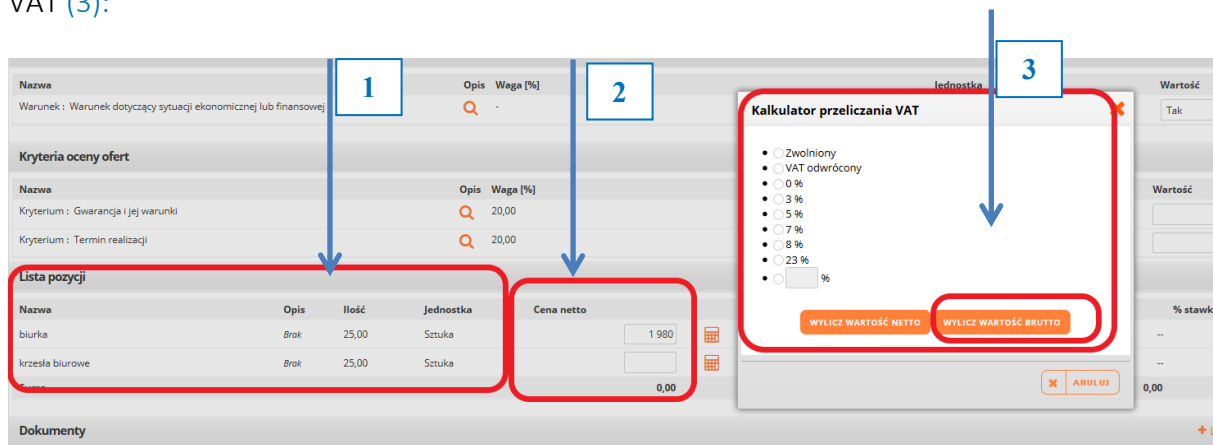 VAT (3):
1
2
3
Nazwa Opis Waga [%] Jednostka Wartość
Warunek : Warunek dotyczący sytuacji ekonomicznej lub finansowej - Tak
Kalkulator przeliczania VAT
Zwolniony
VAT odwrócony
0 %
3 %
5 %
7 %
8 %
23 %
%
WYLICZ WARTOŚĆ NETTO WYLICZ WARTOŚĆ BRUTTO
ANULUJ
Kryteria oceny ofert
Nazwa Opis Waga [%] Wartość
Kryterium : Gwarancja i jej warunki 20,00
Kryterium : Termin realizacji 20,00
Lista pozycji
Nazwa Opis Ilość Jednostka Cena netto % stawk
biurka Brak 25,00 Sztuka 1 980 --
krzesła biurowe Brak 25,00 Sztuka --
Suma 0,00 0,00
Dokumenty +